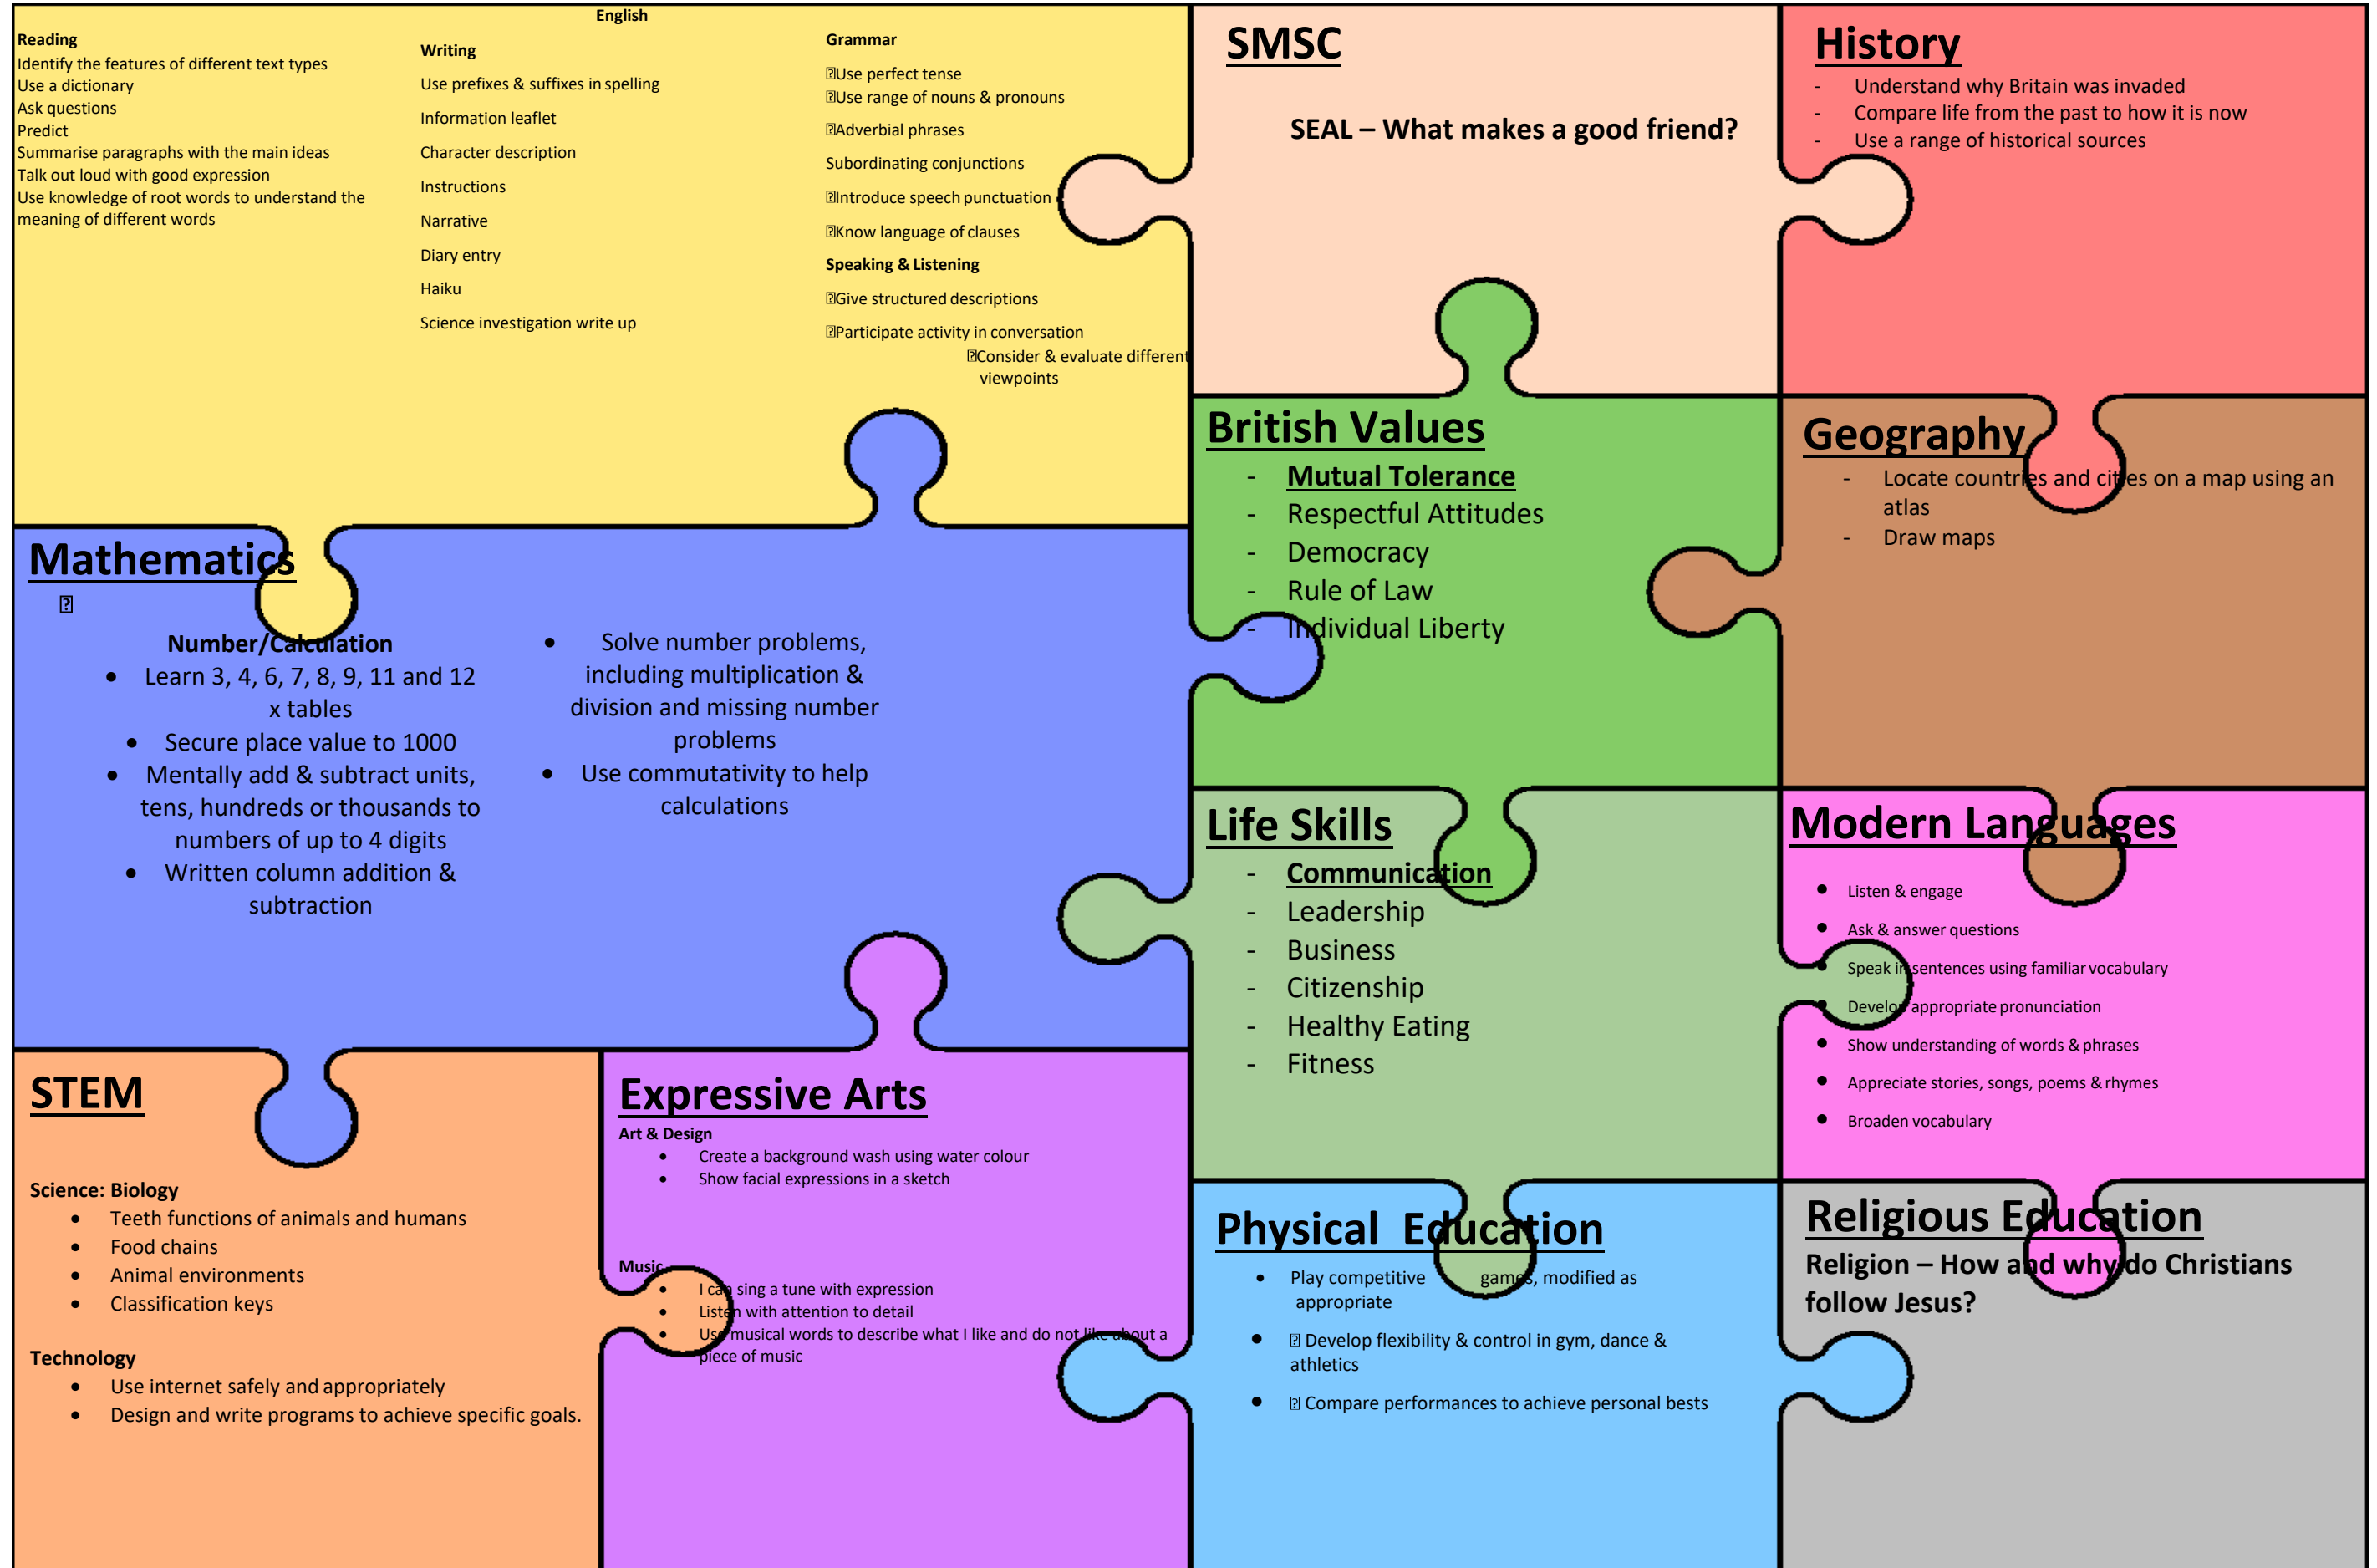 English
Reading
Identify the features of different text types
Use a dictionary
Ask questions
Predict
Summarise paragraphs with the main ideas
Talk out loud with good expression
Use knowledge of root words to understand the
meaning of different words
Writing
Use prefixes & suffixes in spelling
Information leaflet
Character description
Instructions
Narrative
Diary entry
Haiku
Science investigation write up
Grammar
Use perfect tense
Use range of nouns & pronouns
Adverbial phrases
Subordinating conjunctions
Introduce speech punctuation
Know language of clauses
Speaking & Listening
Give structured descriptions
Participate activity in conversation
Consider & evaluate different
viewpoints
SMSC
SEAL – What makes a good friend?
History
- Understand why Britain was invaded
- Compare life from the past to how it is now
- Use a range of historical sources
British Values
- Mutual Tolerance
- Respectful Attitudes
- Democracy
- Rule of Law
- Individual Liberty
Geography
- Locate countries and cities on a map using an
atlas
- Draw maps
Mathematics
Number/Calculation
• Learn 3, 4, 6, 7, 8, 9, 11 and 12
x tables
• Secure place value to 1000
• Mentally add & subtract units,
tens, hundreds or thousands to
numbers of up to 4 digits
• Written column addition &
subtraction
• Solve number problems,
including multiplication &
division and missing number
problems
• Use commutativity to help
calculations
Life Skills
- Communication
- Leadership
- Business
- Citizenship
- Healthy Eating
- Fitness
Modern Languages
• Listen & engage
• Ask & answer questions
• Speak in sentences using familiar vocabulary
• Develop appropriate pronunciation
• Show understanding of words & phrases
• Appreciate stories, songs, poems & rhymes
• Broaden vocabulary
STEM
Science: Biology
• Teeth functions of animals and humans
• Food chains
• Animal environments
• Classification keys
Technology
• Use internet safely and appropriately
• Design and write programs to achieve specific goals.
Expressive Arts
Art & Design
• Create a background wash using water colour
• Show facial expressions in a sketch
Music
• I can sing a tune with expression
• Listen with attention to detail
• Use musical words to describe what I like and do not like about a
piece of music
Physical Education
• Play competitive games, modified as
appropriate
• Develop flexibility & control in gym, dance &
athletics
• Compare performances to achieve personal bests
Religious Education
Religion – How and why do Christians
follow Jesus?